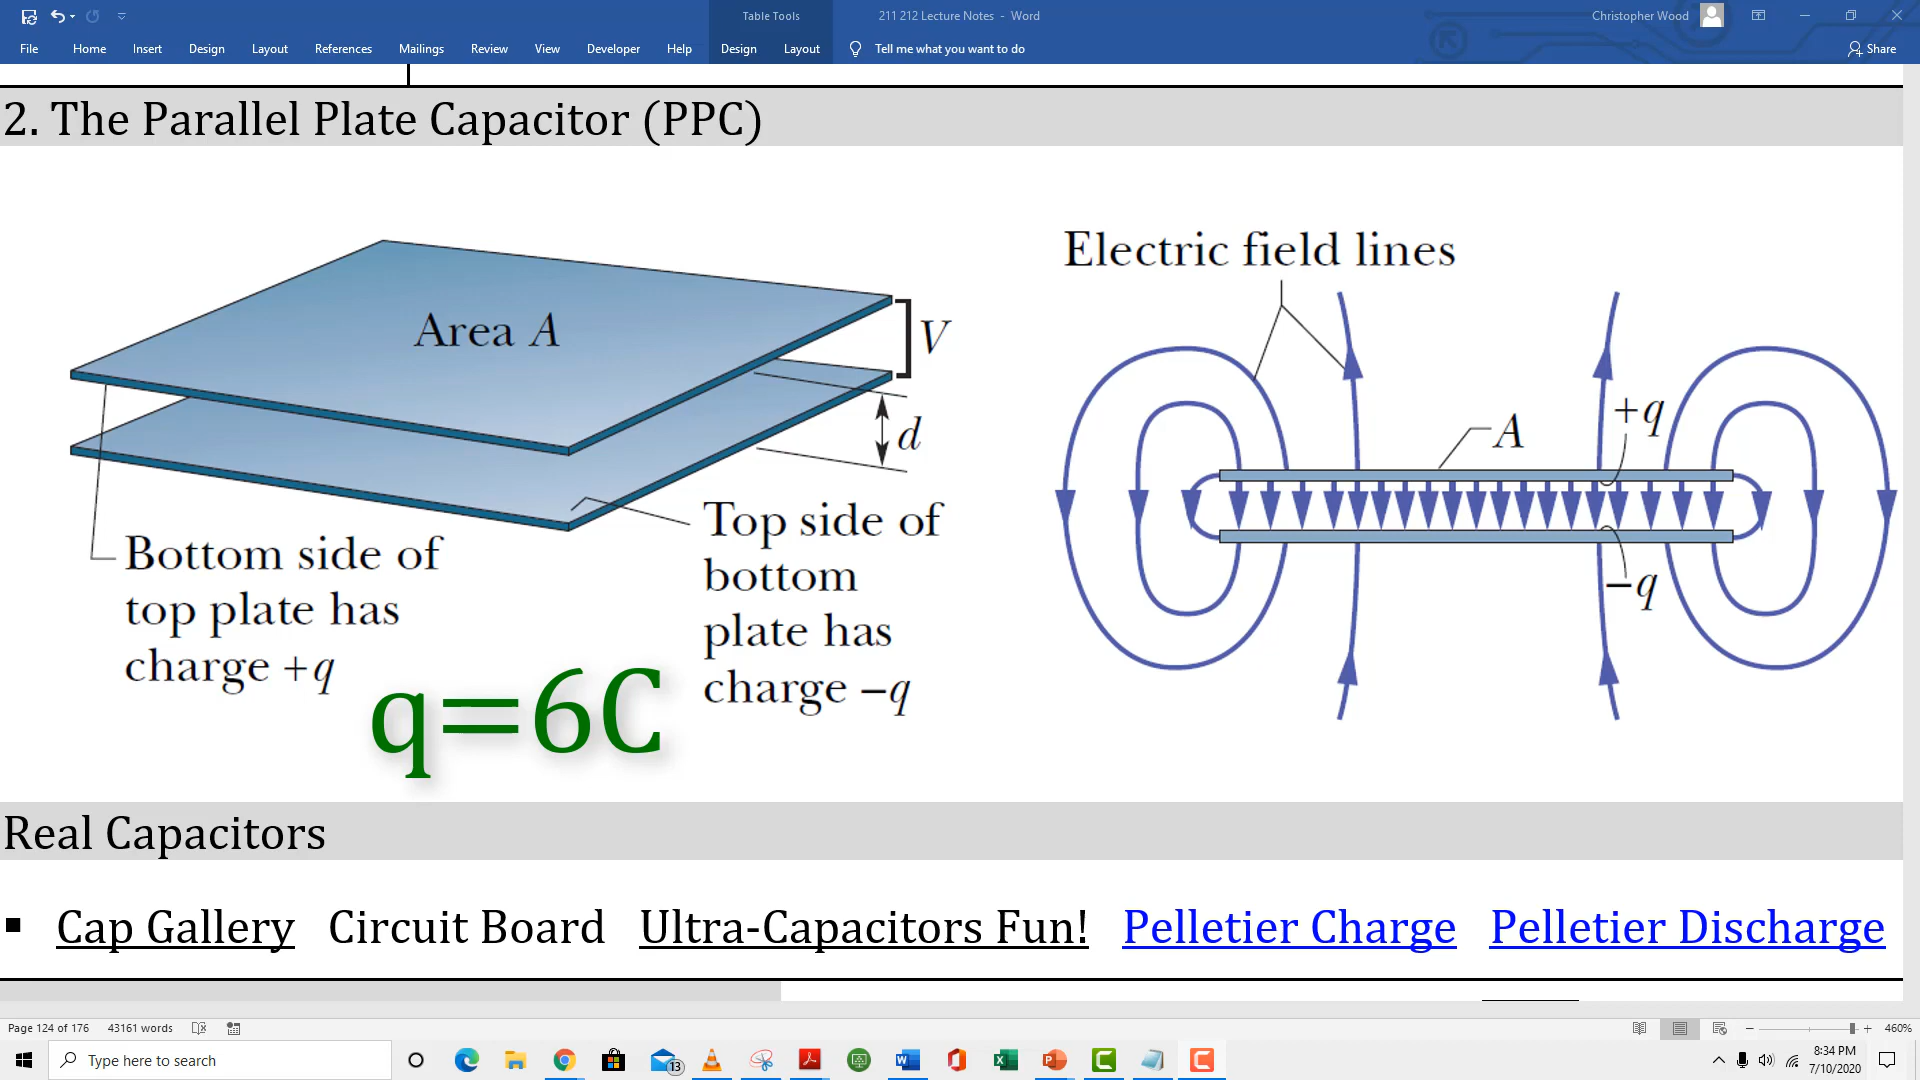 Table Tools
211 212 Lecture Notes - Word
Christopher Wood
File Home Insert Design Layout References Mailings Review View Developer Help Design Layout Tell me what you want to do Share
2. The Parallel Plate Capacitor (PPC)
Area A
V
d
Bottom side of
top plate has
charge +q
Top side of
bottom
plate has
charge −q
q=6C
Electric field lines
A
+q
−q
Real Capacitors
▪ Cap Gallery Circuit Board Ultra-Capacitors Fun! Pelletier Charge Pelletier Discharge
Page 124 of 176 43161 words
460%
Type here to search
13
8:34 PM
7/10/2020